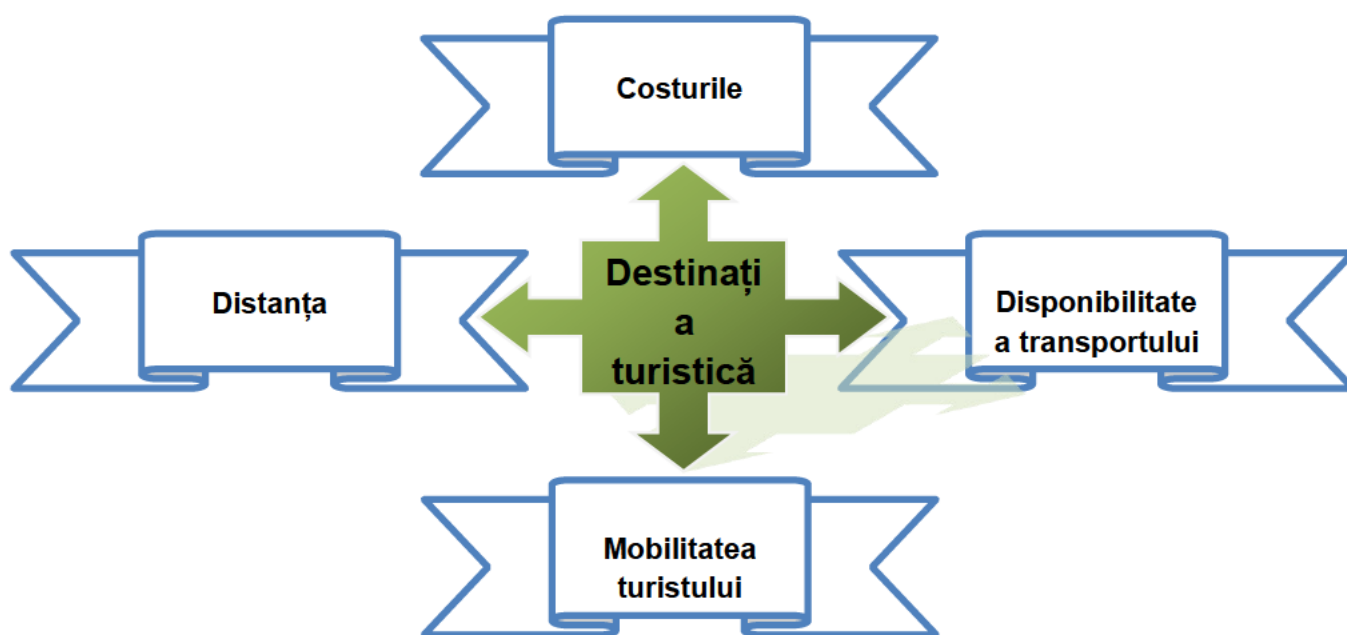 Costurile
Distanța
Destinați
a
turistică
Disponibilitate
a transportului
Mobilitatea
turistului